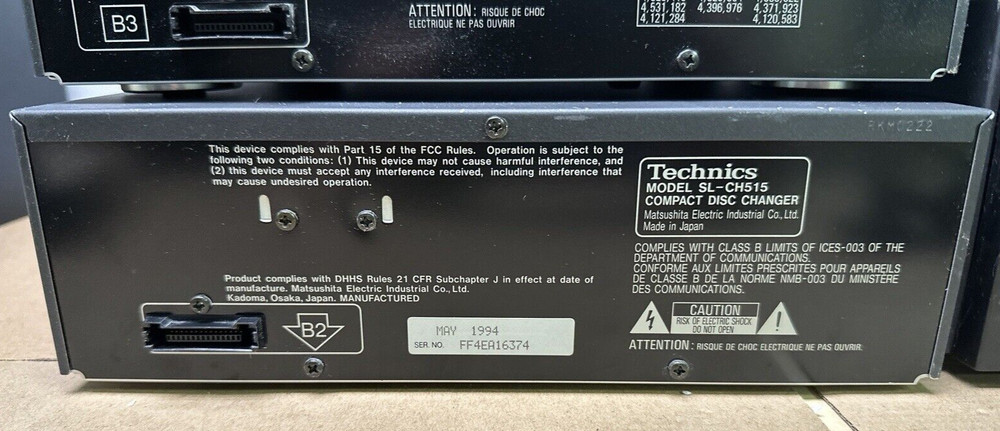 B3
ATTENTION: RISQUE DE CHOC
ELECTRIQUE NE PAS OUVRIR.
4,531,182 4,396,976 4,371,923
4,121,284 4,120,583
This device complies with Part 15 of the FCC Rules. Operation is subject to the
following two conditions: (1) This device may not cause harmful interference, and
(2) this device must accept any interference received, including interference that
may cause undesired operation.
Technics
MODEL SL-CH515
COMPACT DISC CHANGER
Matsushita Electric Industrial Co., Ltd.
Made in Japan
COMPLIES WITH CLASS B LIMITS OF ICES-003 OF THE
DEPARTMENT OF COMMUNICATIONS.
CONFORME AUX LIMITES PRESCRITES POUR APPAREILS
DE CLASSE B DE LA NORME NMB-003 DU MINISTÈRE
DES COMMUNICATIONS.
Product complies with DHHS Rules 21 CFR Subchapter J in effect at date of
manufacture. Matsushita Electric Industrial Co., Ltd.
Kadoma, Osaka, Japan. MANUFACTURED
B2
MAY 1994
SER. NO. FF4EA16374
CAUTION
RISK OF ELECTRIC SHOCK
DO NOT OPEN
ATTENTION: RISQUE DE CHOC ELECTRIQUE NE PAS OUVRIR.